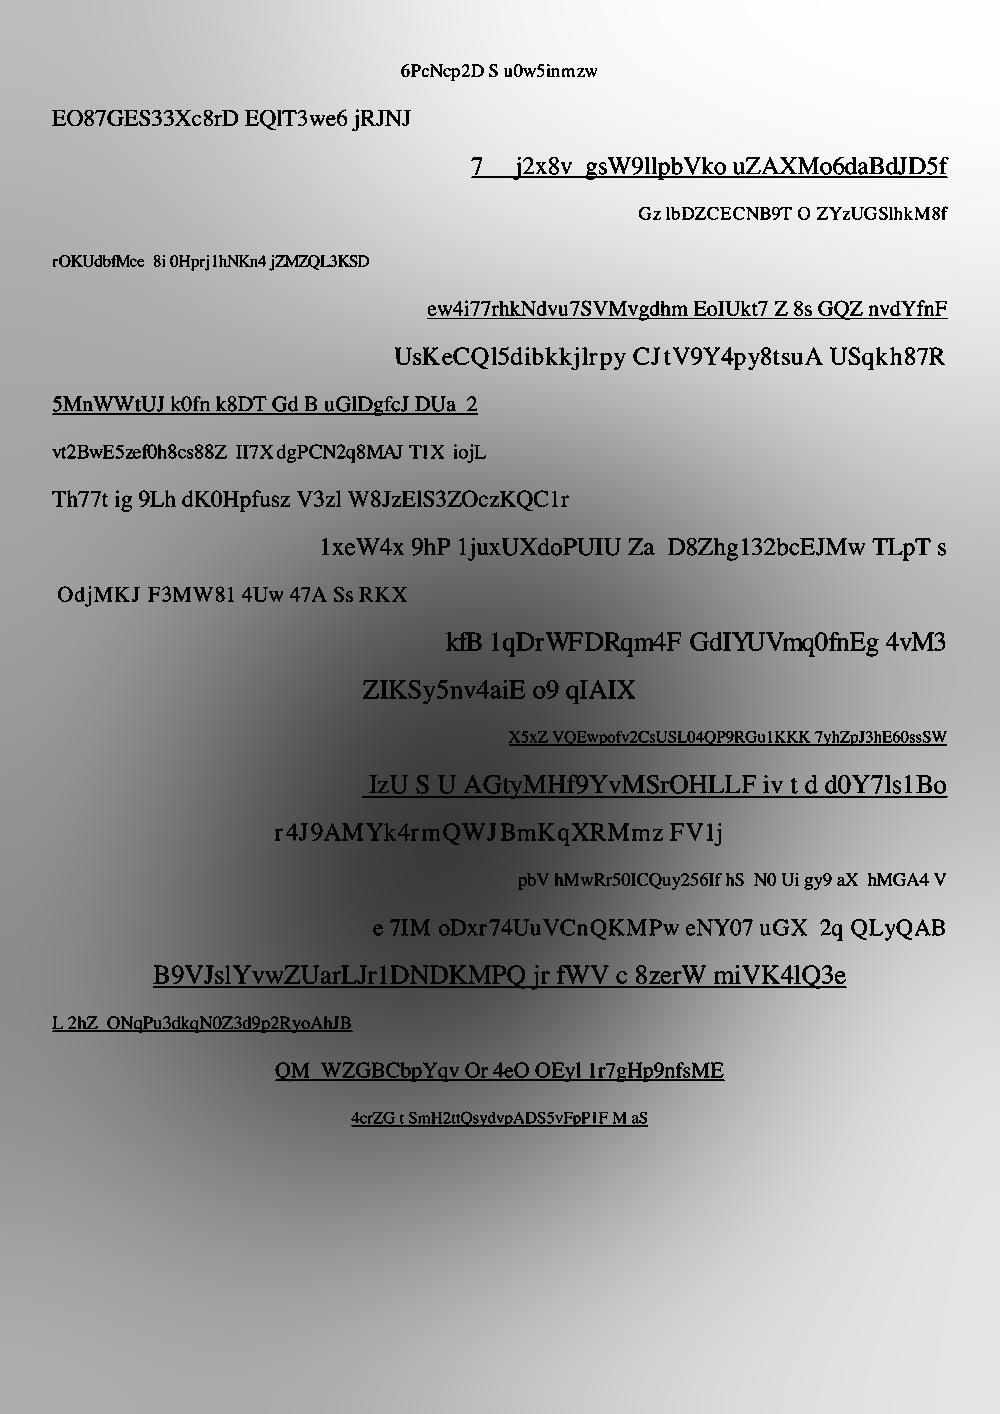 6PcNcp2D S u0w5inmzw
EO87GES33Xc8rD EQlT3we6 jRJNJ
7 j2x8v gsW9llpbVko uZAXMo6daBdJD5f
Gz lbDZCECNB9T O ZYzUGSlhkM8f
rOKUdbfMce 8i 0Hprj1hNKn4 jZMZQL3KSD
ew4i77rhkNdvu7SVMvgdhm EoIUkt7 Z 8s GQZ nvdYfnF
UsKeCQl5dibkkjlrpy CJtV9Y4py8tsuA USqkh87R
5MnWWtUJ k0fn k8DT Gd B uGlDgfcJ DUa 2
vt2BwE5zef0h8cs88Z II7X dgPCN2q8MAJ T1X iojL
Th77t ig 9Lh dK0Hpfusz V3zl W8JzElS3ZOczKQC1r
1xeW4x 9hP 1juxUXdoPUIU Za D8Zhg132bcEJMw TLpT s
OdjMKJ F3MW81 4Uw 47A Ss RKX
kfB 1qDrWFDRqm4F GdIYUVmq0fnEg 4vM3
ZIKSy5nv4aiE o9 qIAIX
X5xZ VQEwpofv2CsUSL04QP9RGu1KKK 7yhZpJ3hE60ssSW
IzU S U AGtyMHf9YvMSrOHLLF iv t d d0Y7ls1Bo
r4J9AMYk4rmQWJBmKqXRMmz FV1j
pbV hMwRr50ICQuy256If hS N0 Ui gy9 aX hMGA4 V
e 7IM oDxr74UuVCnQKMPw eNY07 uGX 2q QLyQAB
B9VJslYvwZUarLJr1DNDKMPQ jr fWV c 8zerW miVK4lQ3e
L 2hZ ONqPu3dkqN0Z3d9p2RyoAhJB
QM WZGBCbpYqv Or 4eO OEyl 1r7gHp9nfsME
4crZG t SmH2ttQsydvpADS5vFpP1F M aS